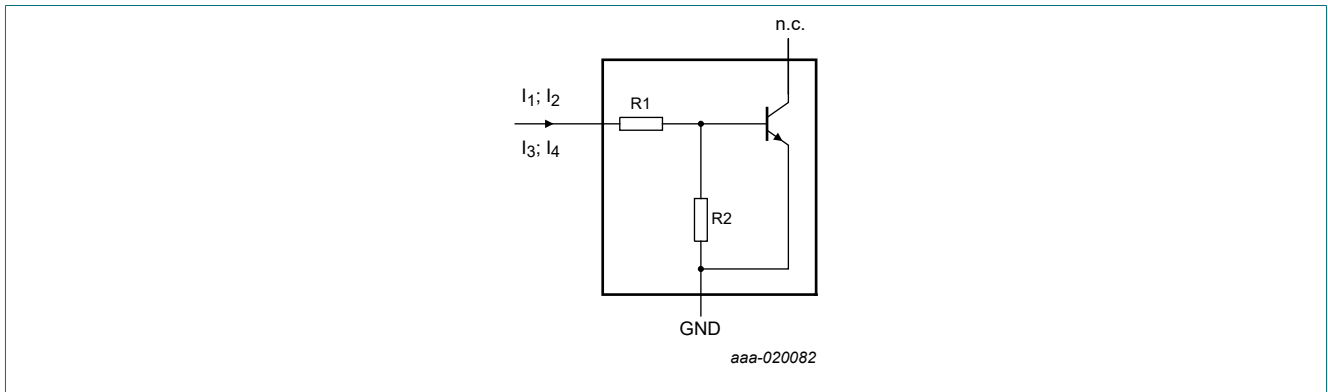 n.c.
I1; I2
R1
I3; I4
R2
GND
aaa-020082